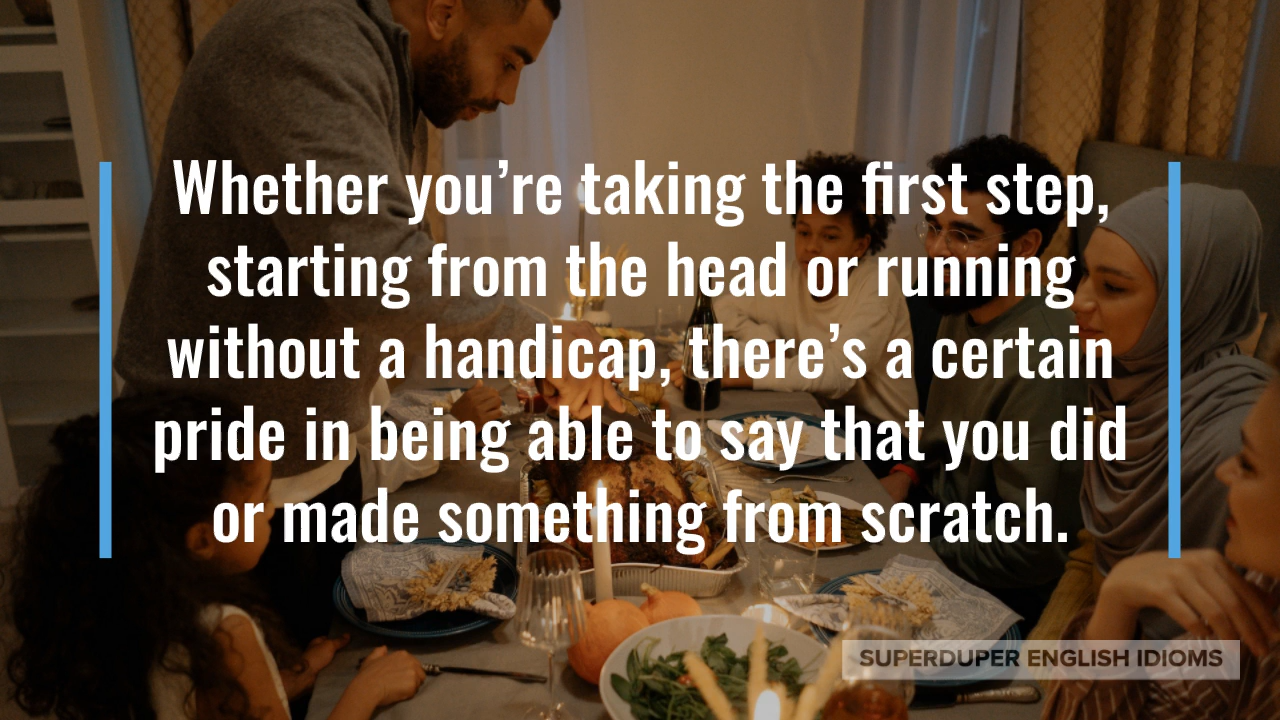 Whether you’re taking the first step,
starting from the head or running
without a handicap, there’s a certain
pride in being able to say that you did
or made something from scratch.
SUPERDUPER ENGLISH IDIOMS